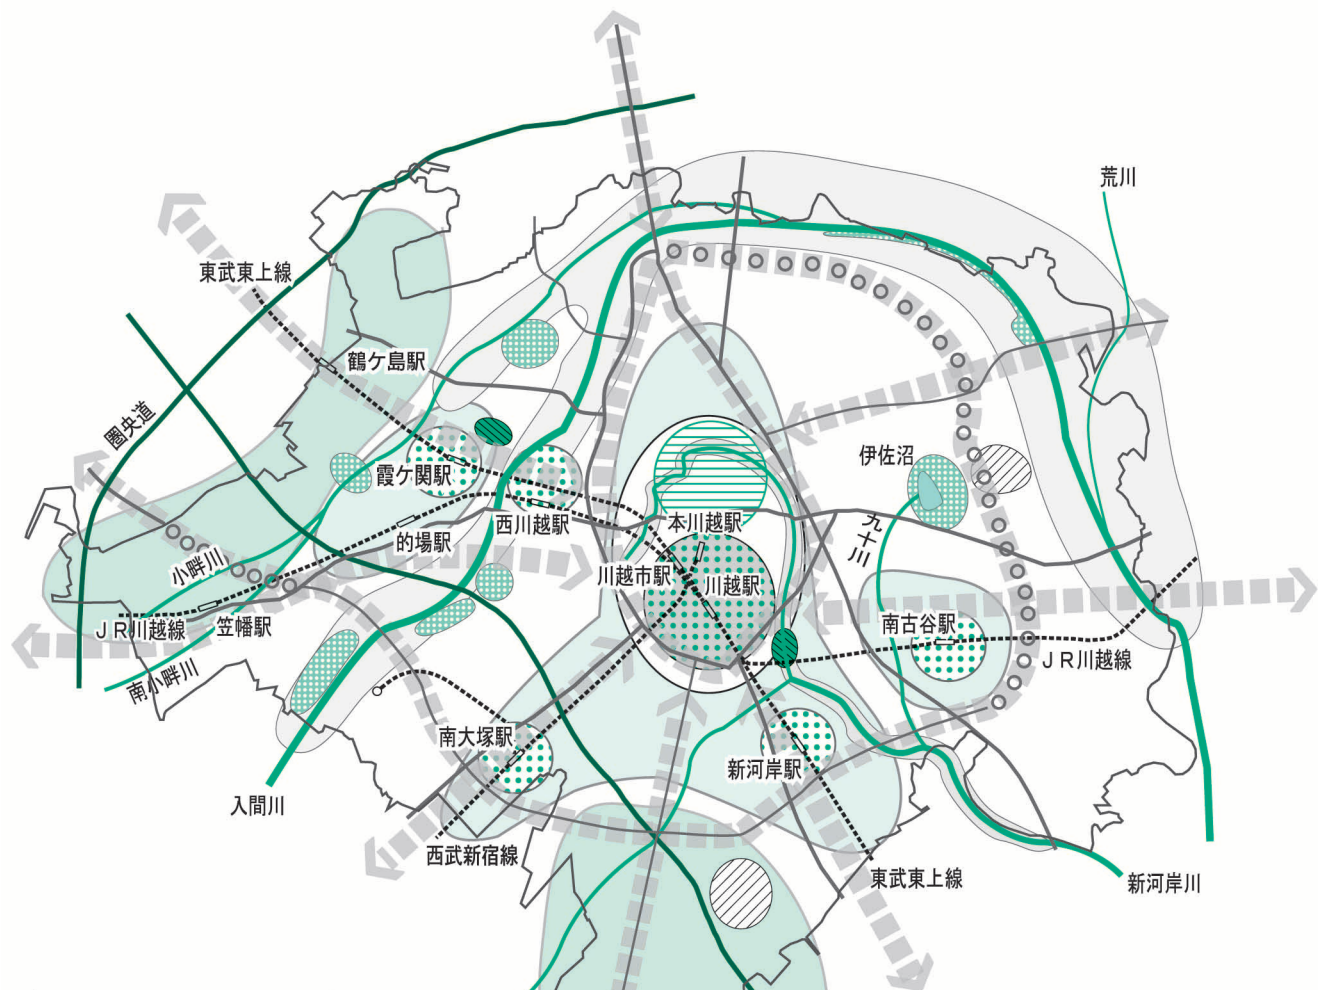 荒川
東武東上線
鶴ケ島駅
圏央道
霞ケ関駅
伊佐沼
西川越駅
本川越駅
九十川
的場駅
小畔川
川越市駅
川越駅
ＪＲ川越線
笠幡駅
南古谷駅
ＪＲ川越線
南小畔川
南大塚駅
新河岸駅
入間川
西武新宿線
東武東上線
新河岸川